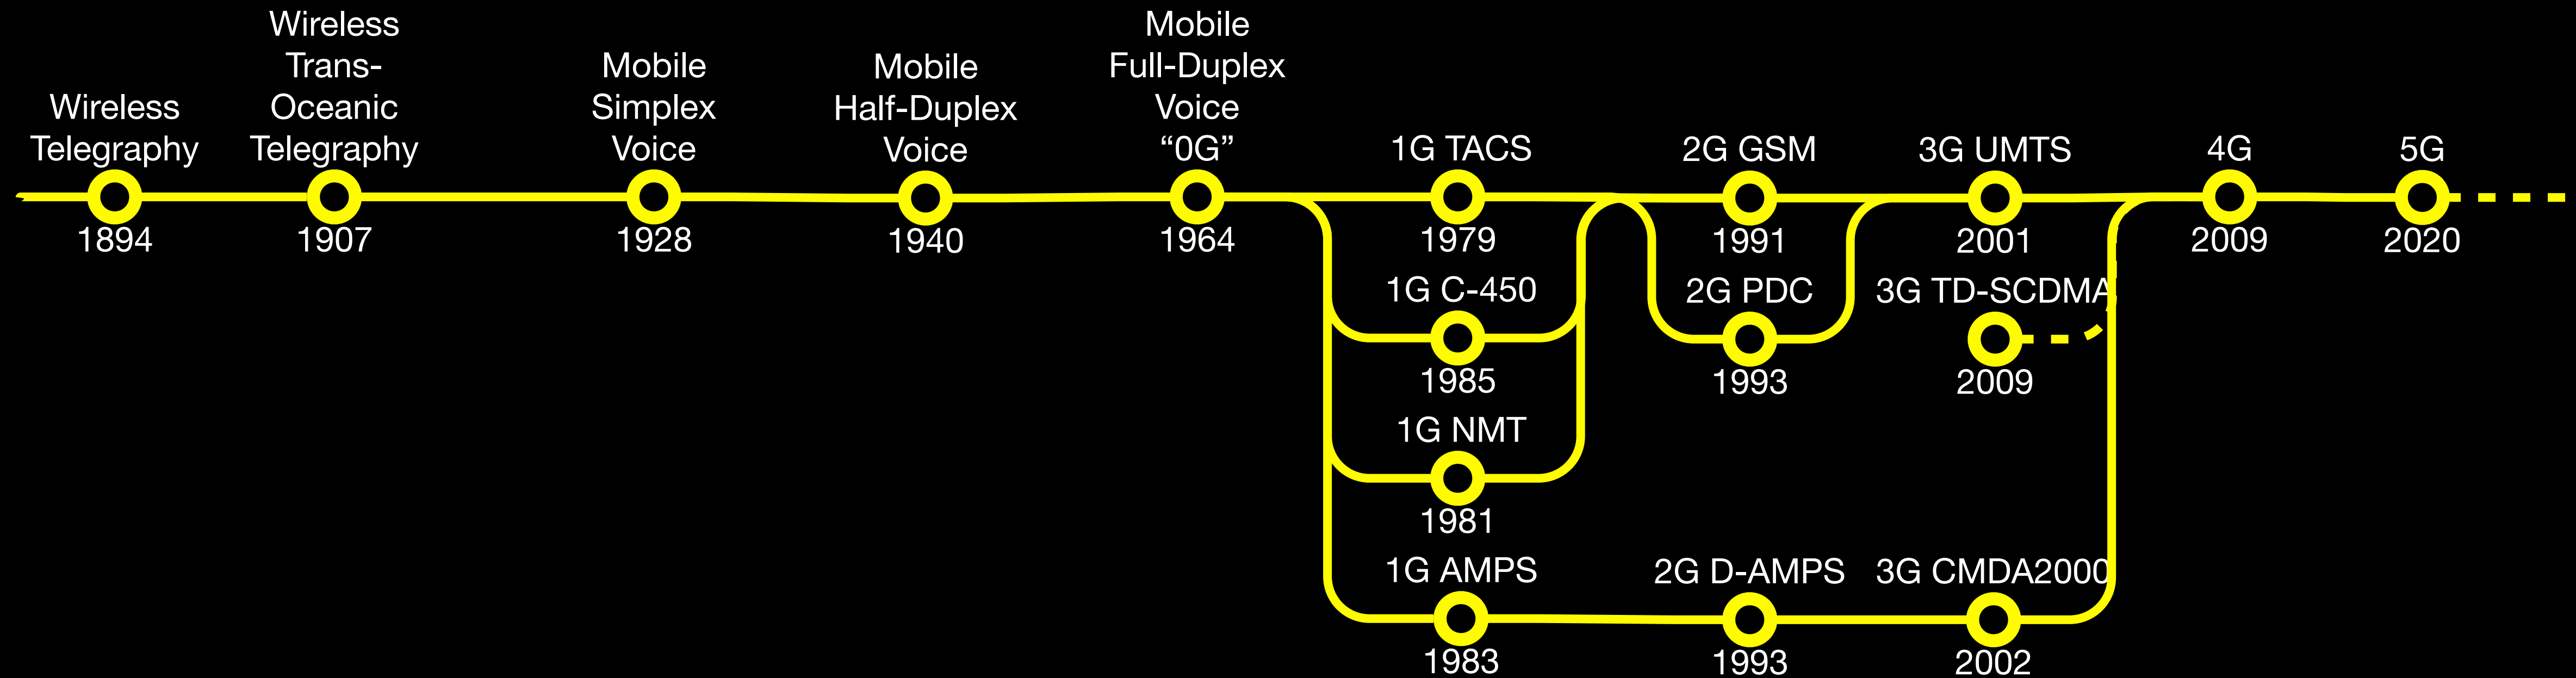 Wireless
Telegraphy
1894
Wireless
Trans-
Oceanic
Telegraphy
1907
Mobile
Simplex
Voice
1928
Mobile
Half-Duplex
Voice
1940
Mobile
Full-Duplex
Voice
“0G”
1964
1G TACS
1979
1G C-450
1985
1G NMT
1981
1G AMPS
1983
2G GSM
1991
2G PDC
1993
2G D-AMPS
1993
3G UMTS
2001
3G TD-SCDMA
2009
3G CMDA2000
2002
4G
2009
5G
2020